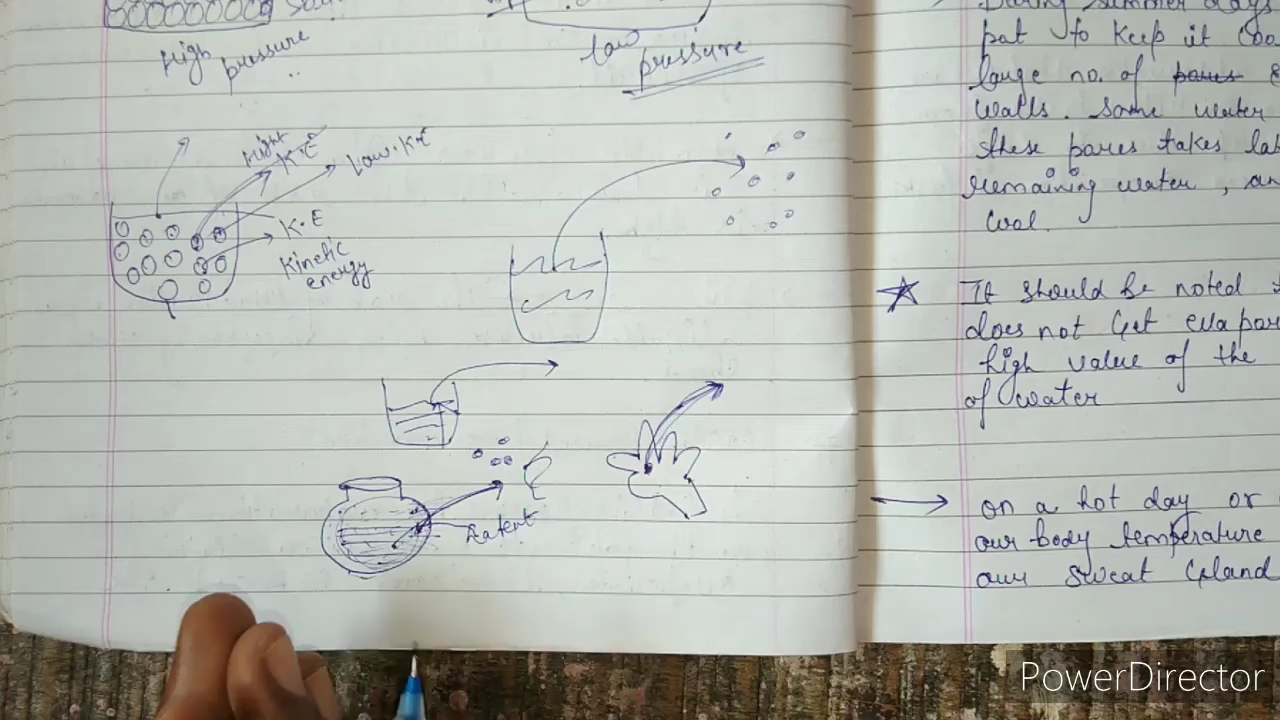 High pressure
low pressure
High K.E
Low.K.E
K.E
Kinetic
energy
Latent
During summer days
pot to keep it coo
large no. of pores &
walls. some water
these pores takes lat
remaining water, an
cool.
It should be noted
does not get evapor
high value of the
of water
on a hot day or
our body temperature
our sweat Gland
PowerDirector